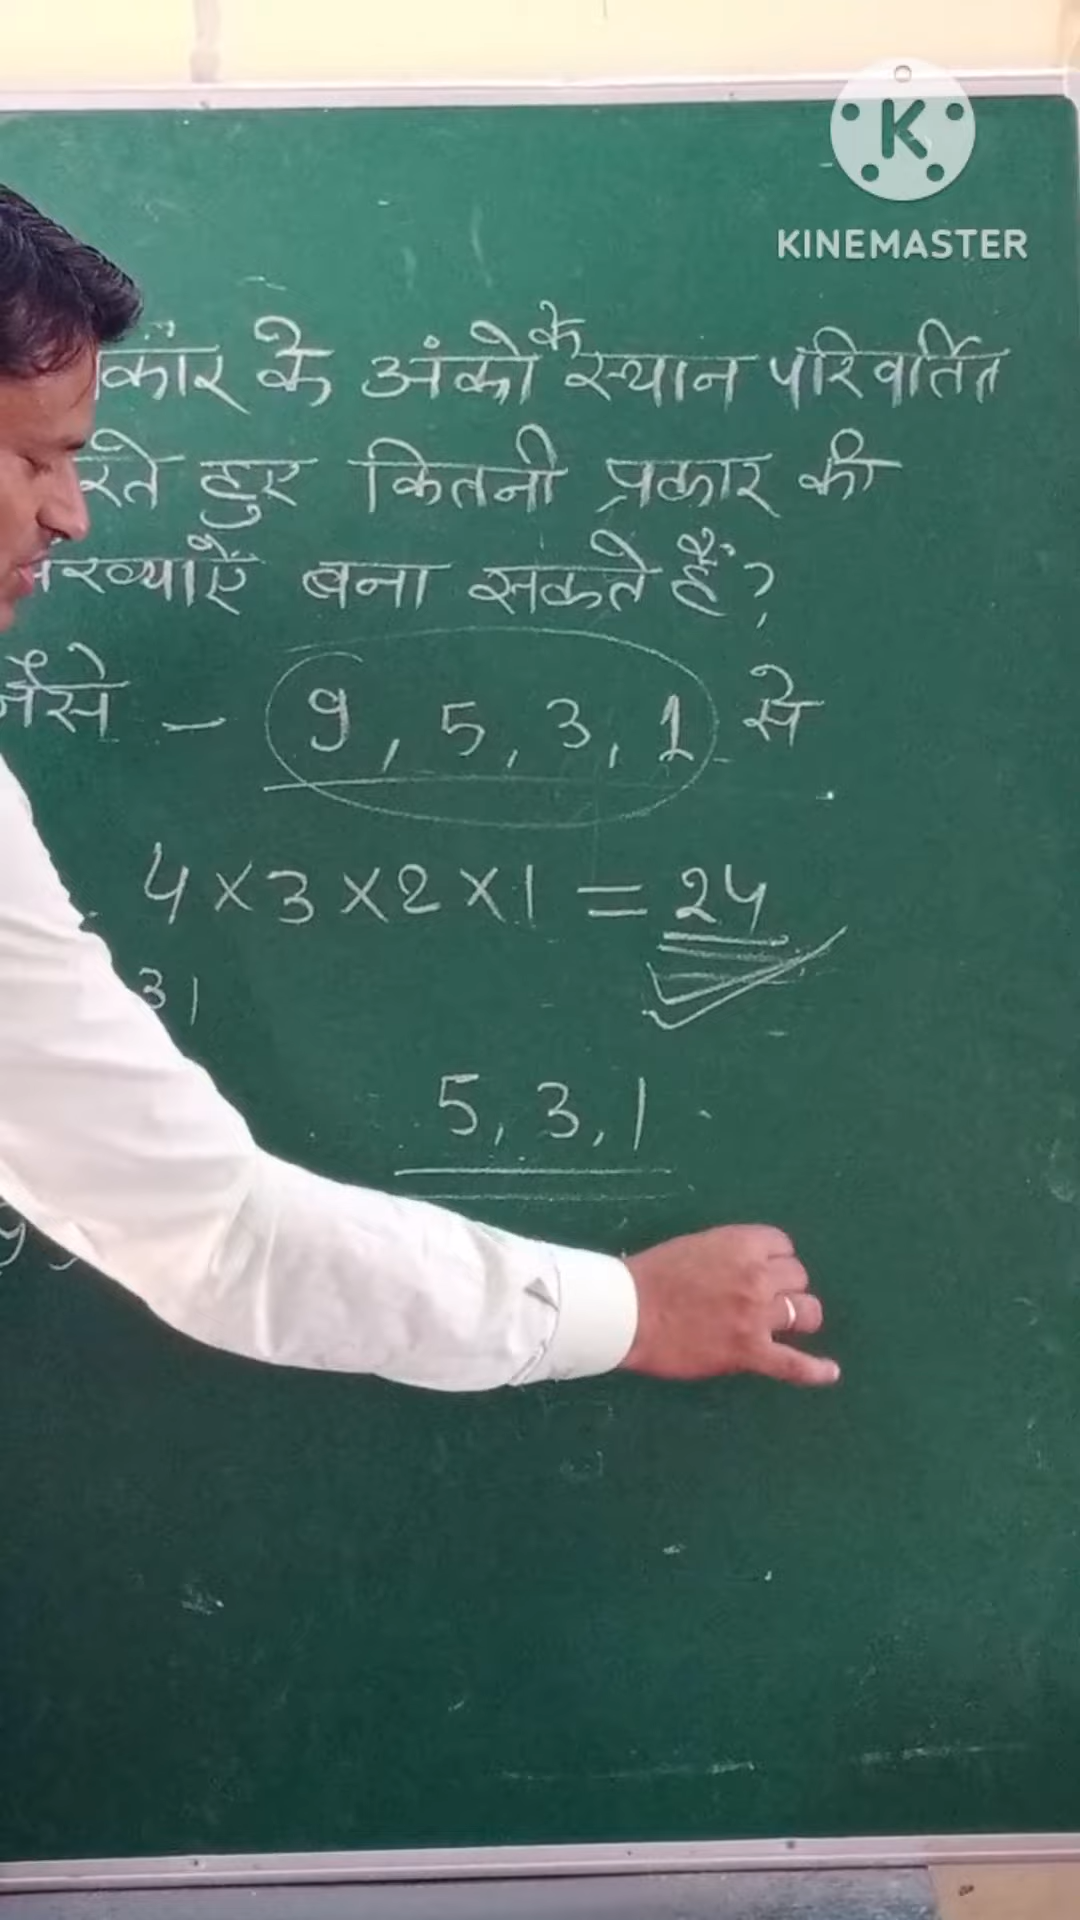 K
KINEMASTER
के अंको के स्थान परिवर्तित
हुए कितनी प्रकार की
बना सकते हैं?
जैसे - 9, 5, 3, 1 से
4 x 3 x 2 x 1 = 24
31
5, 3, 1